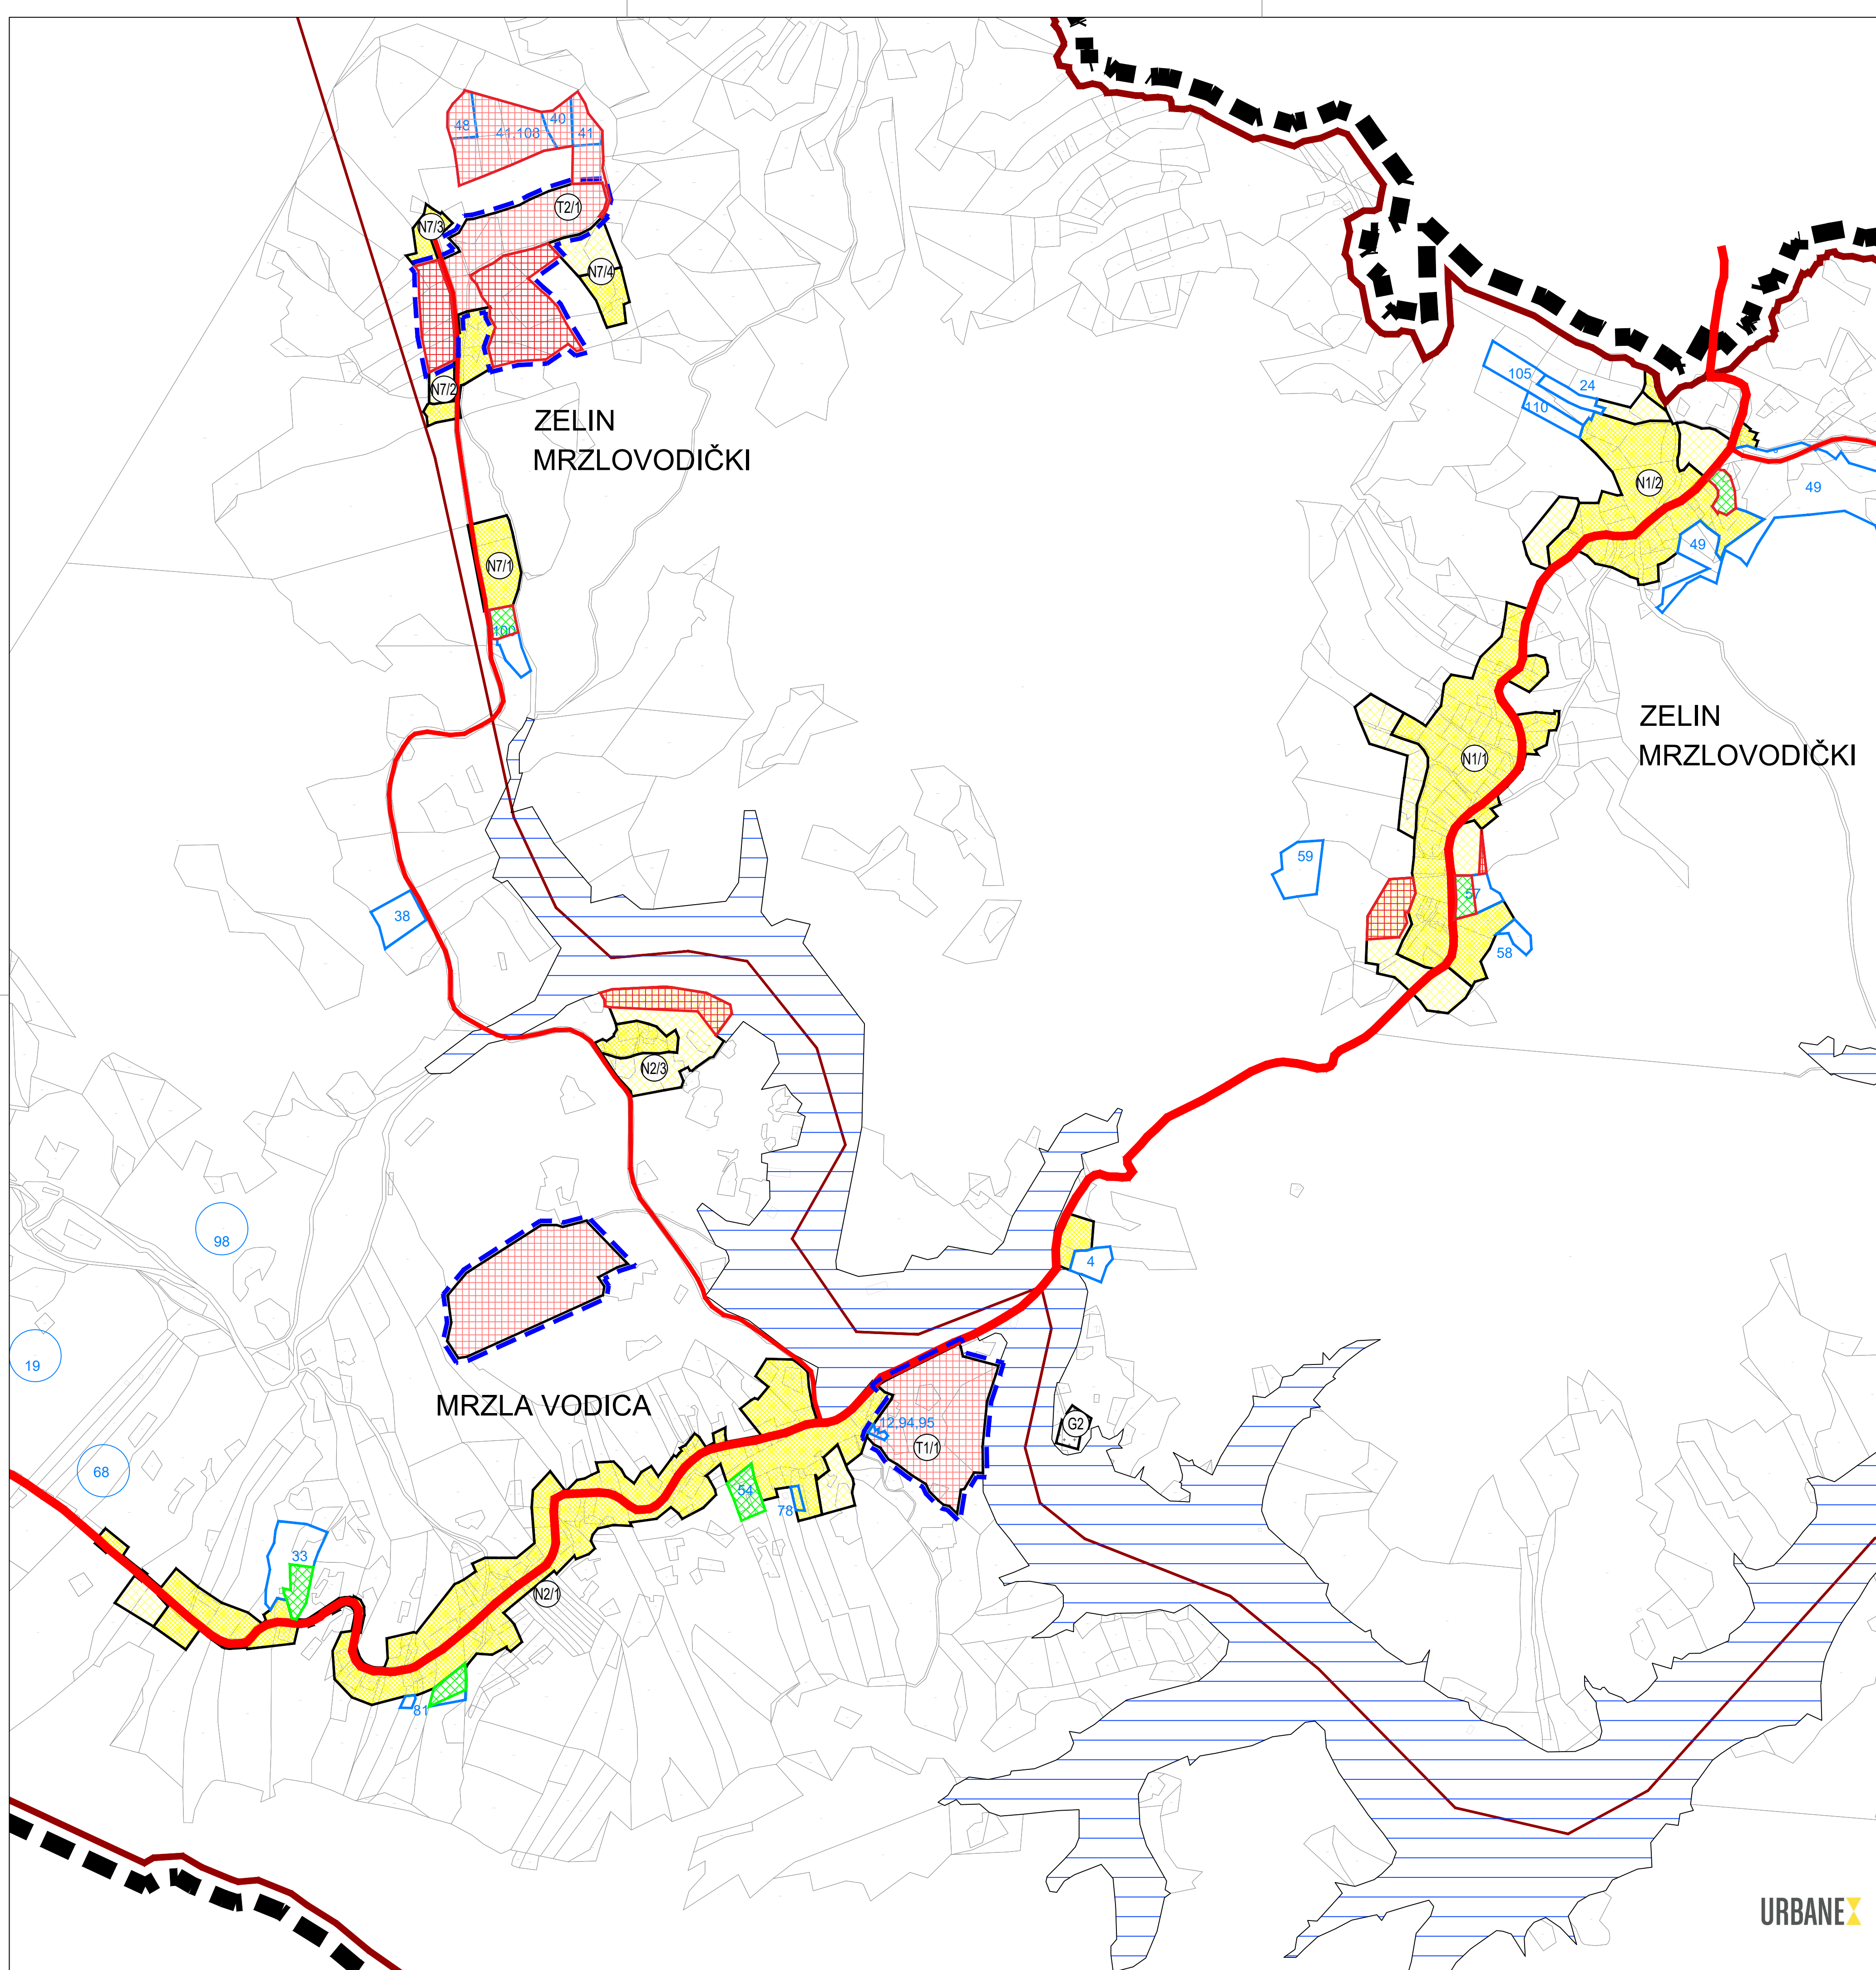 48
41,108
40
41
T2/1
N7/3
N7/4
N7/2
ZELIN
MRZLOVODIČKI
105
24
110
N1/2
49
49
N7/1
100
ZELIN
MRZLOVODIČKI
N1/1
59
57
58
38
N2/3
98
4
19
MRZLA VODICA
12,94,95
G2
T1/1
68
54
78
33
N2/1
81
URBANEX